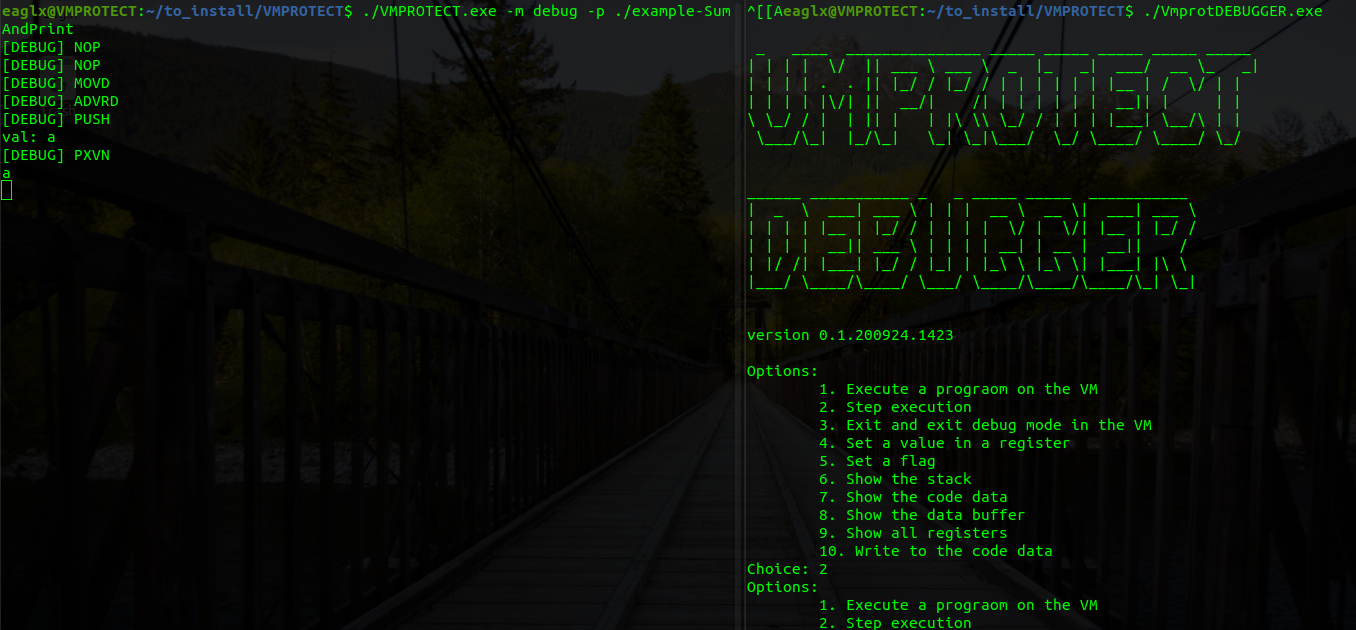 eaglx@VMPROTECT:~/to_install/VMPROTECT$ ./VMPROTECT.exe -m debug -p ./example-Sum
AndPrint
[DEBUG] NOP
[DEBUG] NOP
[DEBUG] MOVD
[DEBUG] ADVRD
[DEBUG] PUSH
val: a
[DEBUG] PXVN
a
^[[Aeaglx@VMPROTECT:~/to_install/VMPROTECT$ ./VmprotDEBUGGER.exe
VMPROTECT
DEBUGGER
version 0.1.200924.1423
Options:
1. Execute a prograom on the VM
2. Step execution
3. Exit and exit debug mode in the VM
4. Set a value in a register
5. Set a flag
6. Show the stack
7. Show the code data
8. Show the data buffer
9. Show all registers
10. Write to the code data
Choice: 2
Options:
1. Execute a prograom on the VM
2. Step execution